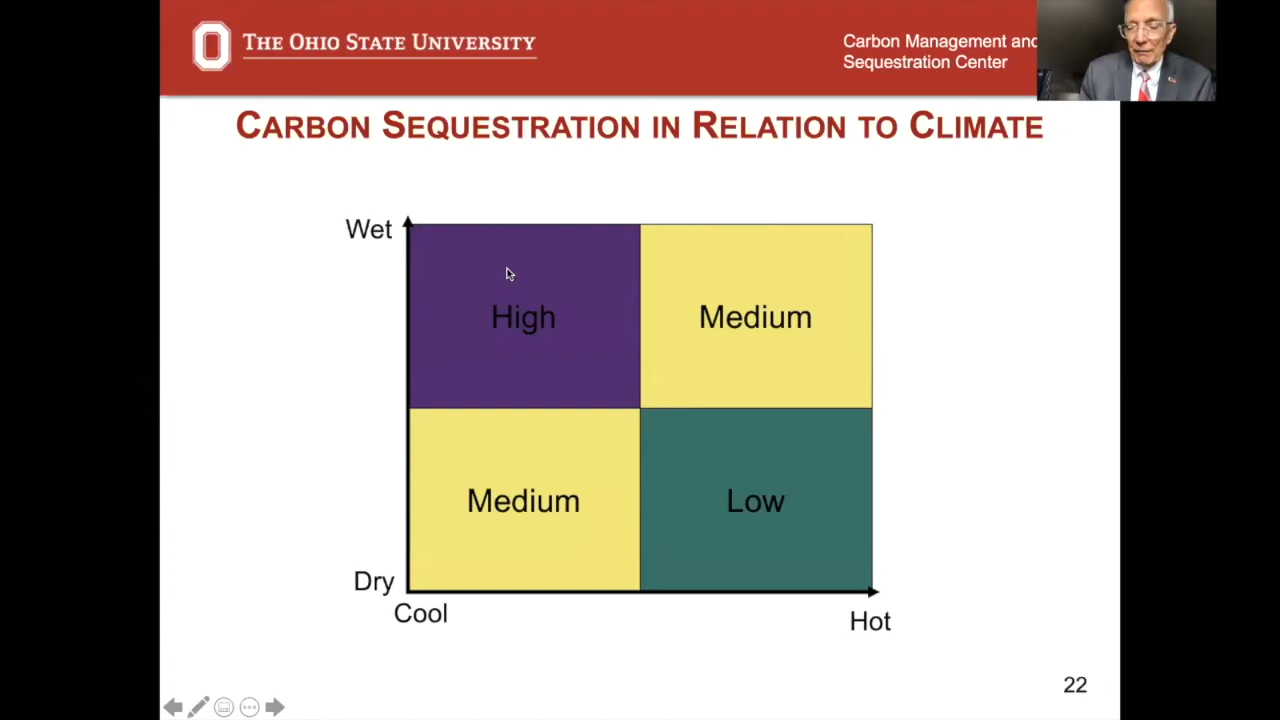 THE OHIO STATE UNIVERSITY
Carbon Management and
Sequestration Center
CARBON SEQUESTRATION IN RELATION TO CLIMATE
Wet
High
Medium
Medium
Low
Dry
Cool
Hot
22